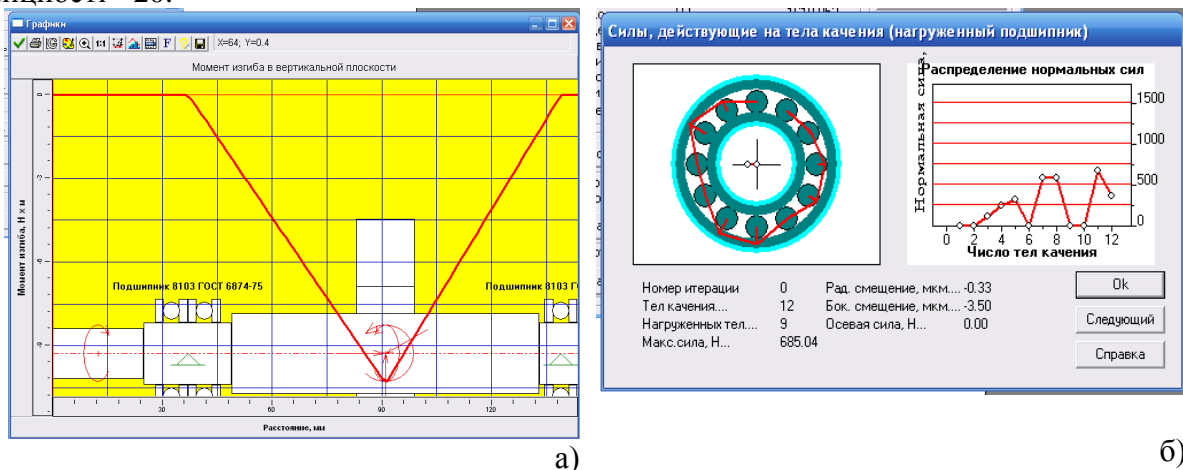 Графики
X=64; Y=0.4
Момент изгиба в вертикальной плоскости
Момент изгиба, Н x м
0
-3
-6
-9
Подшипник 8103 ГОСТ 6874-75
Подшипник 8103 Г
30
60
90
120
Расстояние, мм
а)
Силы, действующие на тела качения (нагруженный подшипник)
Распределение нормальных сил
Нормальная сила,
1500
1000
500
0
0 2 4 6 8 10 12
Число тел качения
Номер итерации 0 Рад. смещение, мкм.... -0.33
Тел качения.... 12 Бок. смещение, мкм.... -3.50
Нагруженных тел.... 9 Осевая сила, Н... 0.00
Макс.сила, Н... 685.04
Ok
Следующий
Справка
б)